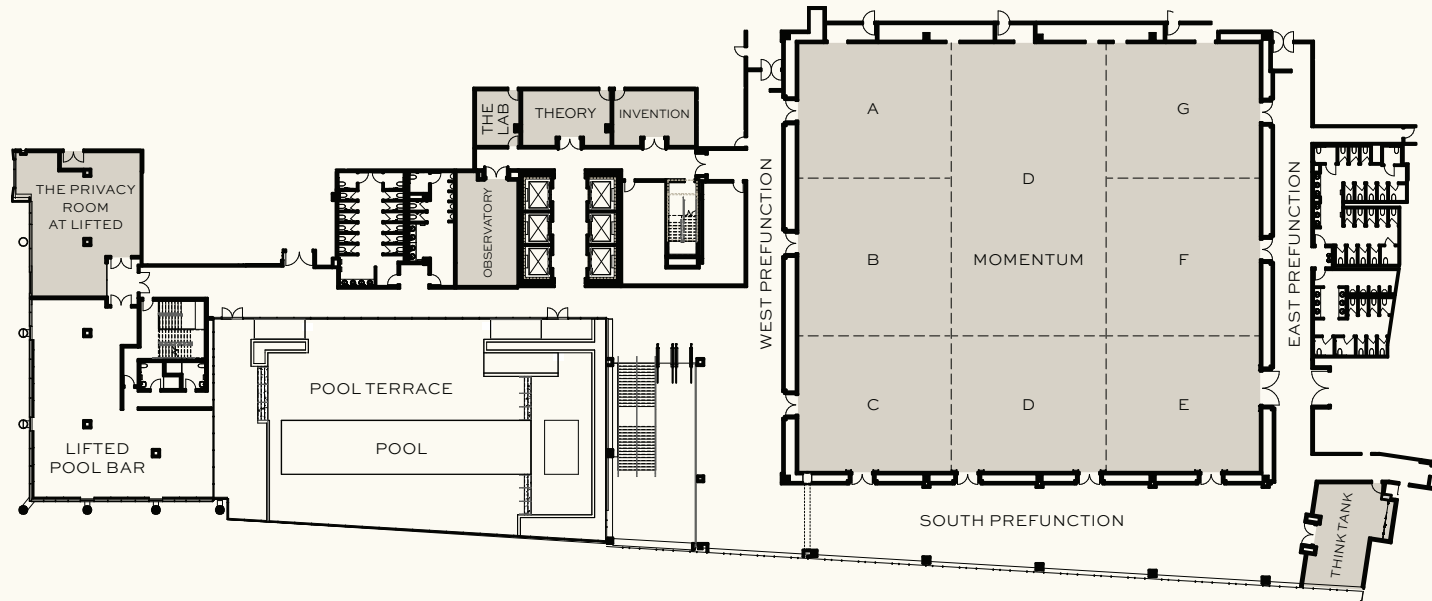 A
G
THE
LAB
THEORY
INVENTION
THE PRIVACY
ROOM
AT LIFTED
OBSERVATORY
WEST PREFUNCTION
D
EAST PREFUNCTION
B
MOMENTUM
F
POOL TERRACE
C
D
E
POOL
LIFTED
POOL BAR
SOUTH PREFUNCTION
THINK TANK